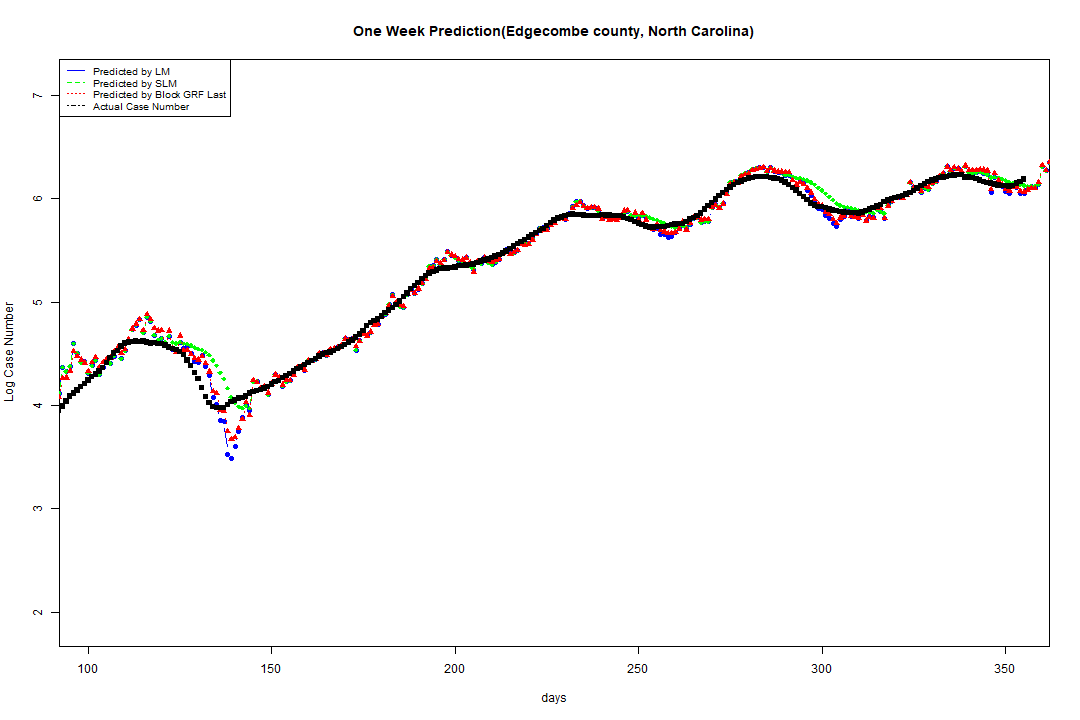 One Week Prediction(Edgecombe county, North Carolina)
Predicted by LM
Predicted by SLM
Predicted by Block GRF Last
Actual Case Number
7
6
5
4
3
2
Log Case Number
100 150 200 250 300 350
days